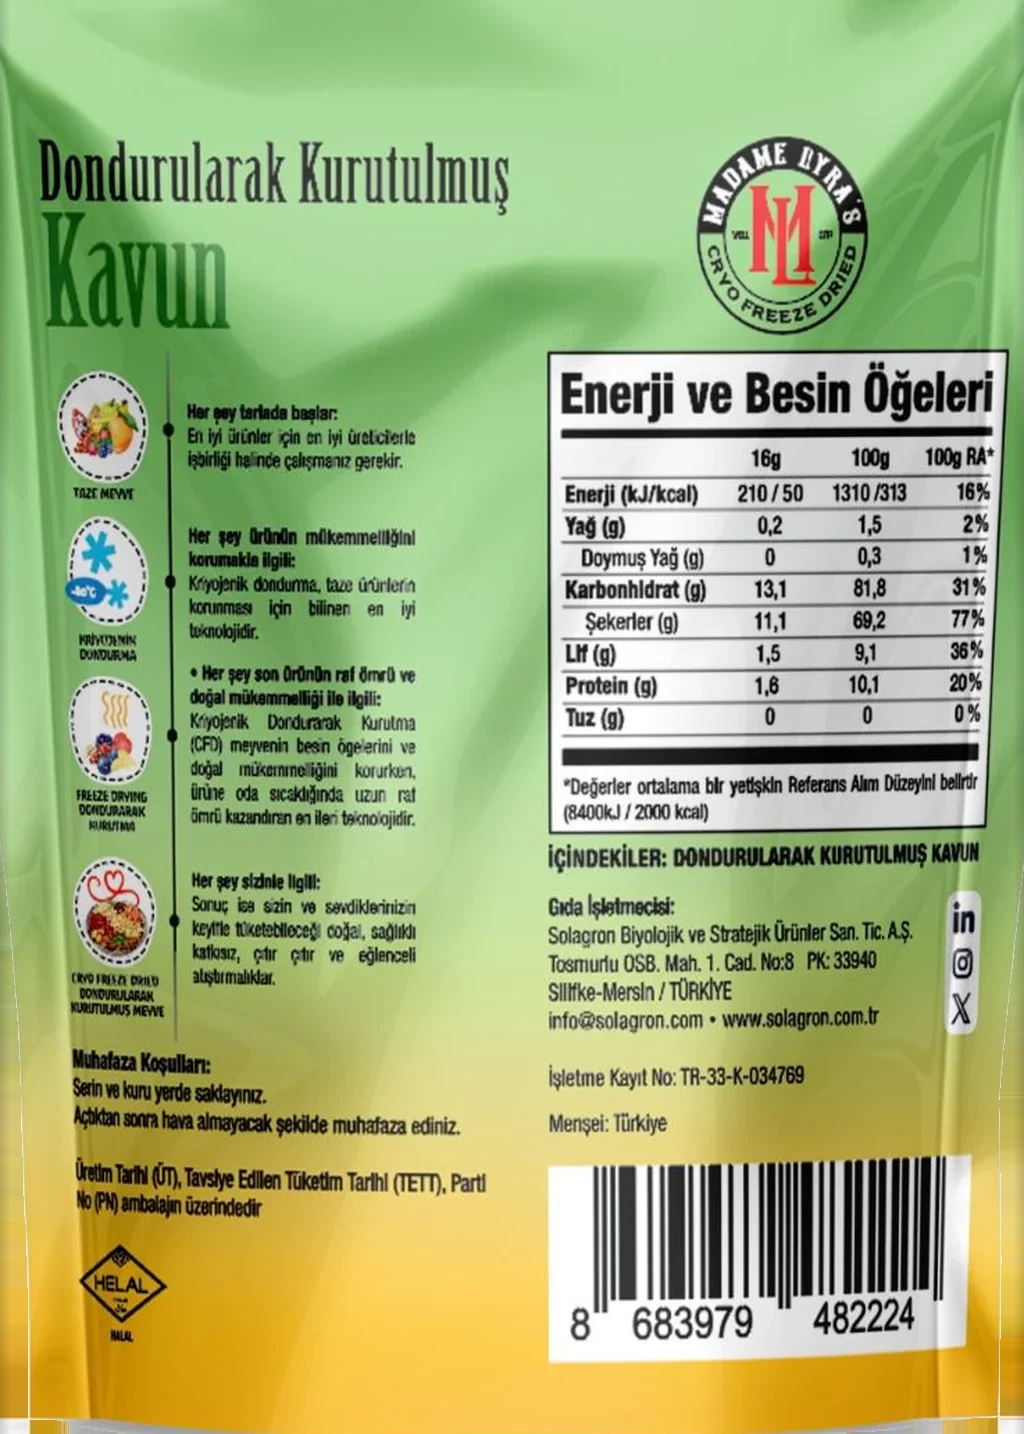 Dondurularak Kurutulmuş
Kavun
MADAME LYRA'S
CRYO FREEZE DRIED
TAZE MEYVE
Her şey tarlada başlar:
En iyi ürünler için en iyi üreticilerle
işbirliği halinde çalışmanız gerekir.
KRİYOJENİK
DONDURMA
Her şey ürünün mükemmelliğini
korumakla ilgili:
Kriyojenik dondurma, taze ürünlerin
korunması için bilinen en iyi
teknolojidir.
FREEZE DRYING
DONDURARAK
KURUTMA
• Her şey son ürünün raf ömrü ve
doğal mükemmelliği ile ilgili:
Kriyojenik Dondurarak Kurutma
(CFD) meyvenin besin ögelerini ve
doğal mükemmelliğini korurken,
ürüne oda sıcaklığında uzun raf
ömrü kazandıran en ileri teknolojidir.
CRYO FREEZE DRIED
DONDURULARAK
KURUTULMUŞ MEYVE
Her şey sizinle ilgili:
Sonuç ise sizin ve sevdiklerinizin
keyifle tüketebileceği doğal, sağlıklı
katkısız, çıtır çıtır ve eğlenceli
atıştırmalıklar.
Muhafaza Koşulları:
Serin ve kuru yerde saklayınız.
Açtıktan sonra hava almayacak şekilde muhafaza ediniz.
Üretim Tarihi (ÜT), Tavsiye Edilen Tüketim Tarihi (TETT), Parti
No (PN) ambalajın üzerindedir
HELAL
HALAL
Enerji ve Besin Öğeleri
16g 100g 100g RA*
Enerji (kJ/kcal) 210 / 50 1310 /313 16%
Yağ (g) 0,2 1,5 2%
Doymuş Yağ (g) 0 0,3 1%
Karbonhidrat (g) 13,1 81,8 31%
Şekerler (g) 11,1 69,2 77%
Lif (g) 1,5 9,1 36%
Protein (g) 1,6 10,1 20%
Tuz (g) 0 0 0%
*Değerler ortalama bir yetişkin Referans Alım Düzeyini belirtir
(8400kJ / 2000 kcal)
İÇİNDEKİLER: DONDURULARAK KURUTULMUŞ KAVUN
Gıda İşletmecisi:
Solagron Biyolojik ve Stratejik Ürünler San. Tic. A.Ş.
Tosmurlu OSB. Mah. 1. Cad. No:8 PK: 33940
Silifke-Mersin / TÜRKİYE
info@solagron.com • www.solagron.com.tr
in
X
İşletme Kayıt No: TR-33-K-034769
Menşei: Türkiye
8 683979 482224